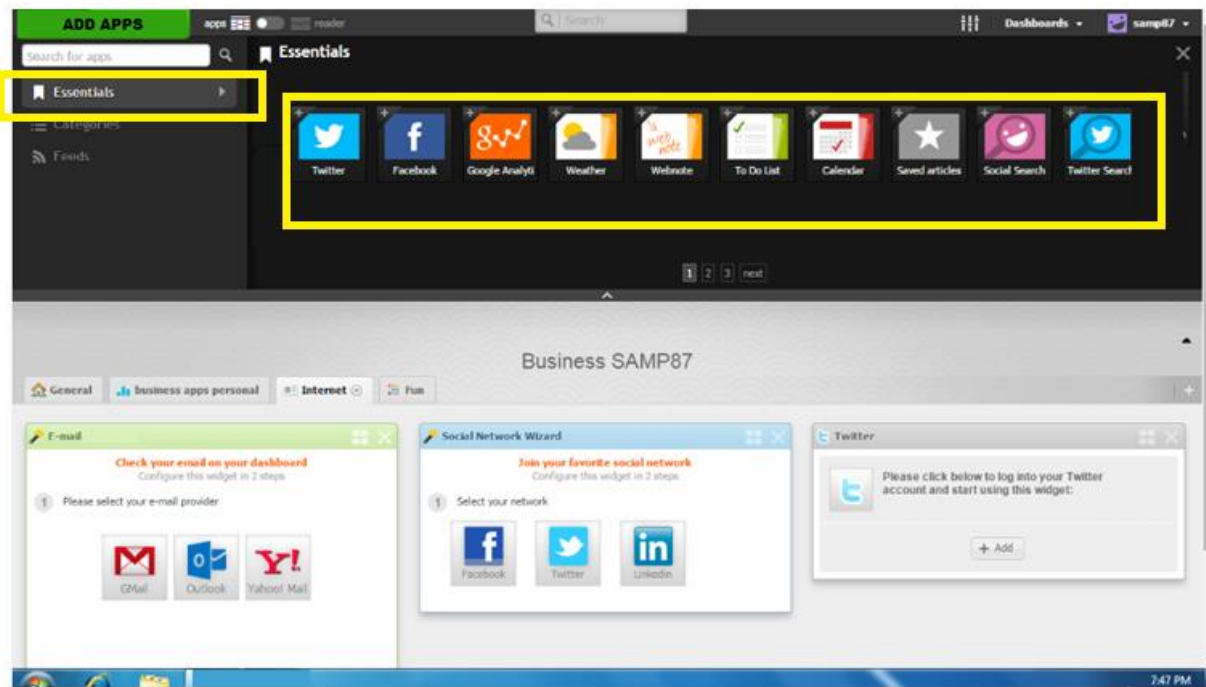 ADD APPS apps reader Search Dashboards samp87
Search for apps
Essentials
Categories
Feeds
Essentials
web note
Twitter Facebook Google Analyti Weather Webnote To Do List Calendar Saved articles Social Search Twitter Search
1 2 3 next
Business SAMP87
General business apps personal Internet Fun
E-mail
Check your email on your dashboard
Configure this widget in 2 steps
1 Please select your e-mail provider
GMail Outlook Yahoo! Mail
Social Network Wizard
Join your favorite social network
Configure this widget in 2 steps
1 Select your network
Facebook Twitter Linkedin
Twitter
Please click below to log into your Twitter
account and start using this widget:
+ Add
7:47 PM